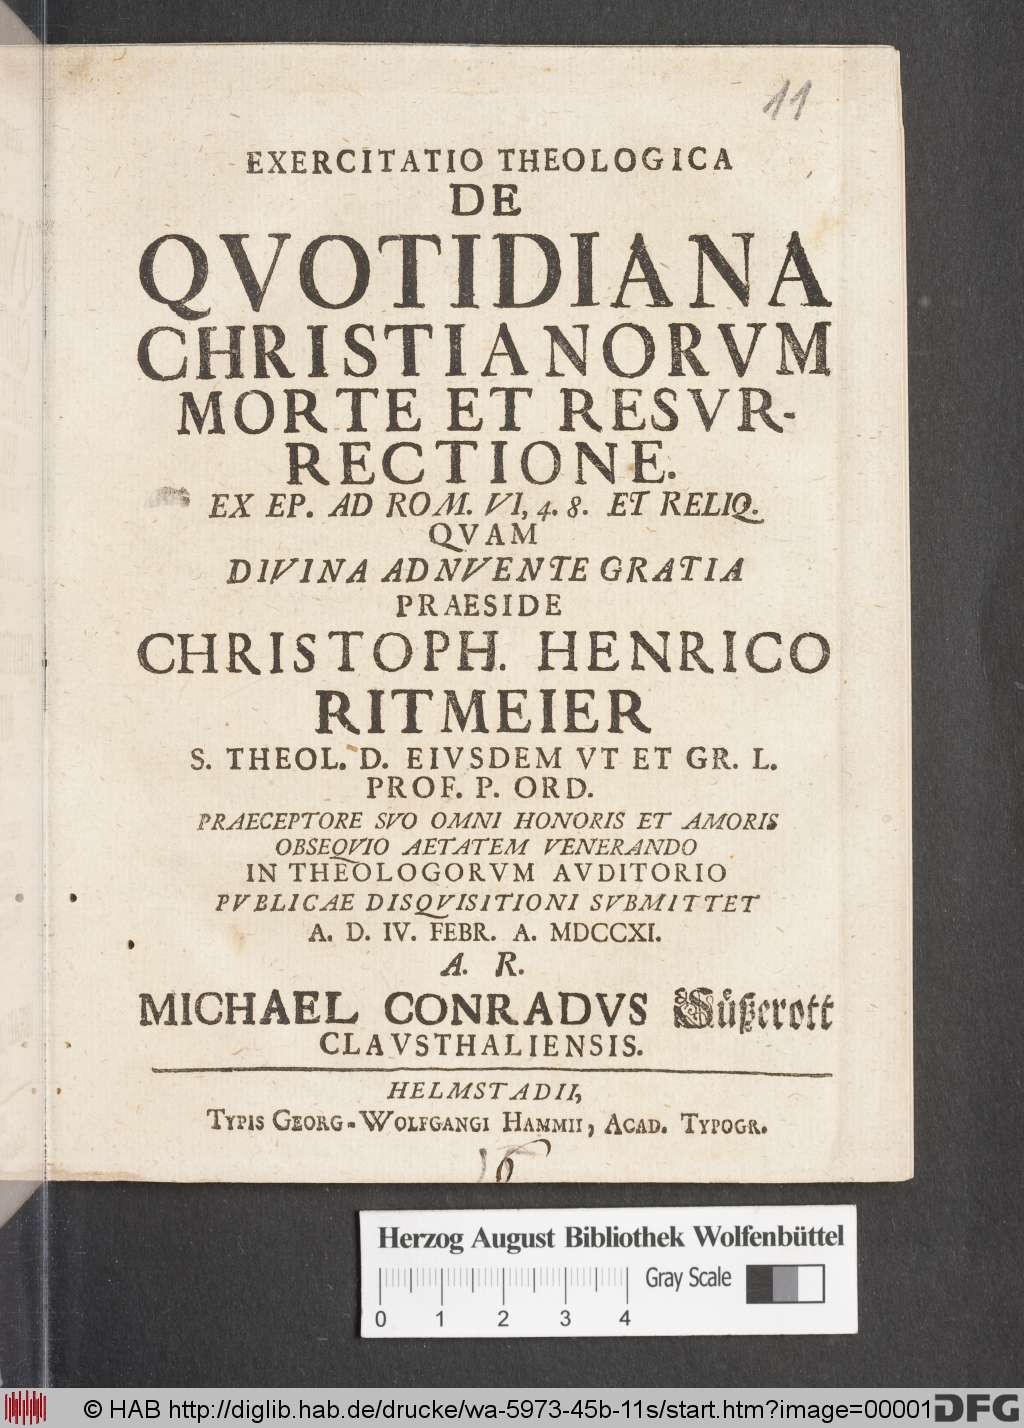 11
EXERCITATIO THEOLOGICA
DE
QVOTIDIANA
CHRISTIANORVM
MORTE ET RESVR-
RECTIONE.
EX EP. AD ROM. VI, 4. 8. ET RELIQ.
QVAM
DIVINA ADNVENTE GRATIA
PRAESIDE
CHRISTOPH. HENRICO
RITMEIER
S. THEOL. D. EIVSDEM VT ET GR. L.
PROF. P. ORD.
PRAECEPTORE SVO OMNI HONORIS ET AMORIS
OBSEQVIO AETATEM VENERANDO
IN THEOLOGORVM AVDITORIO
PVBLICAE DISQVISITIONI SVBMITTET
A. D. IV. FEBR. A. MDCCXI.
A. R.
MICHAEL CONRADVS Süßerott
CLAVSTHALIENSIS.
HELMSTADII,
TYPIS GEORG-WOLFGANGI HAMMII, ACAD. TYPOGR.
Herzog August Bibliothek Wolfenbüttel
Gray Scale
0 1 2 3 4
© HAB http://diglib.hab.de/drucke/wa-5973-45b-11s/start.htm?image=00001
DFG